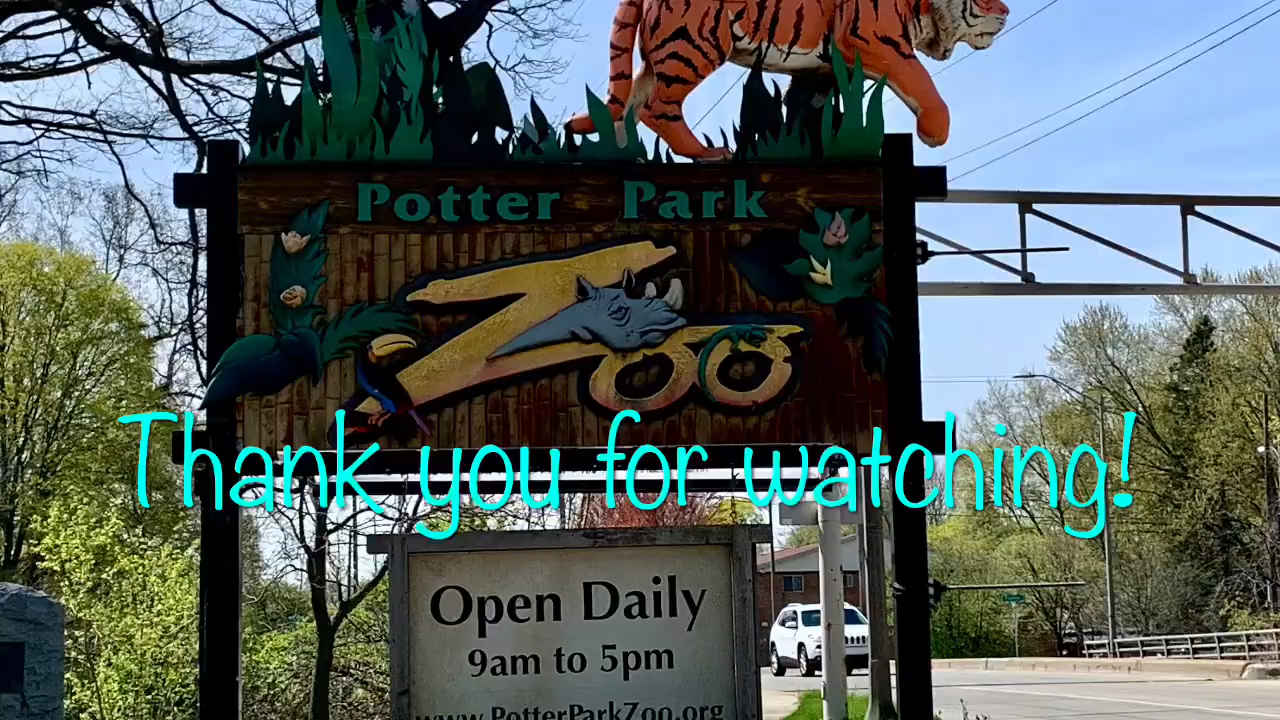 Potter Park
Zoo
Thank you for watching!
Open Daily
9am to 5pm
www.PotterParkZoo.org